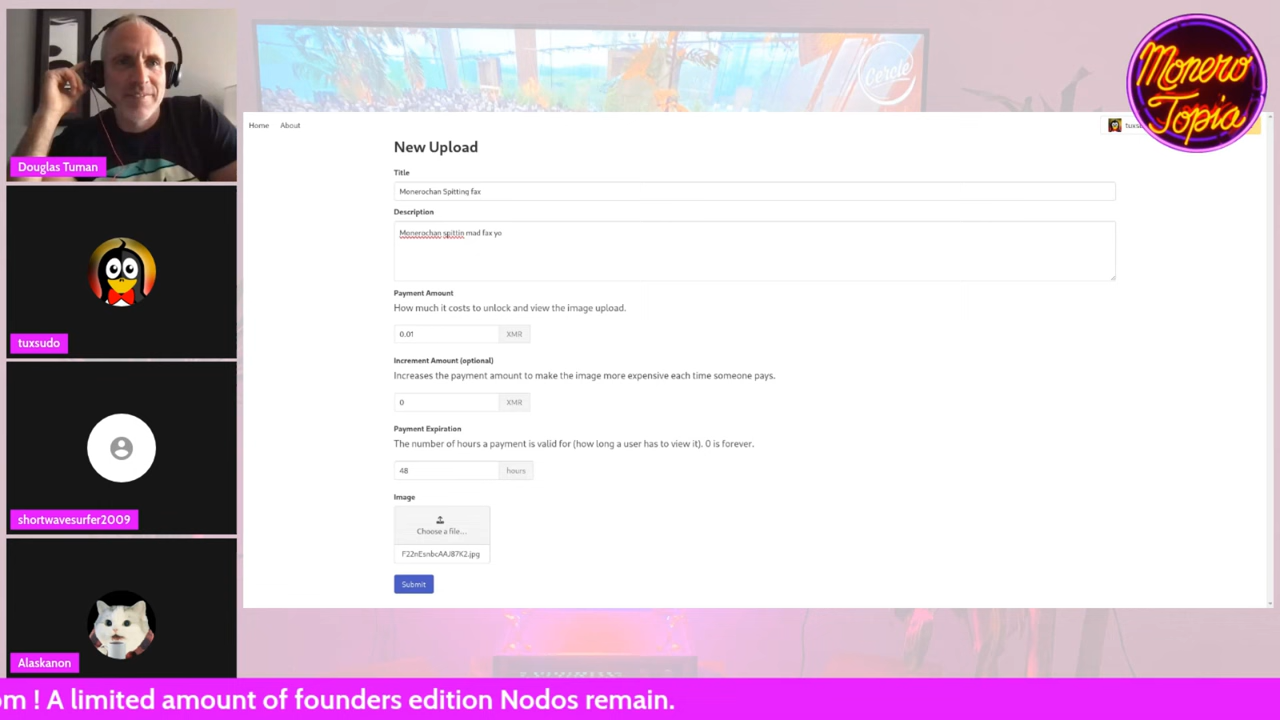 Cercle
Monero
Topia
Douglas Tuman
tuxsudo
shortwavesurfer2009
Alaskanon
Home About
New Upload
Title
Monerochan Spitting fax
Description
Monerochan spittin mad fax yo
Payment Amount
How much it costs to unlock and view the image upload.
0.01 XMR
Increment Amount (optional)
Increases the payment amount to make the image more expensive each time someone pays.
0 XMR
Payment Expiration
The number of hours a payment is valid for (how long a user has to view it). 0 is forever.
48 hours
Image
Choose a file...
F22nEsnbcAAJB7K2.jpg
Submit
! A limited amount of founders edition Nodos remain.